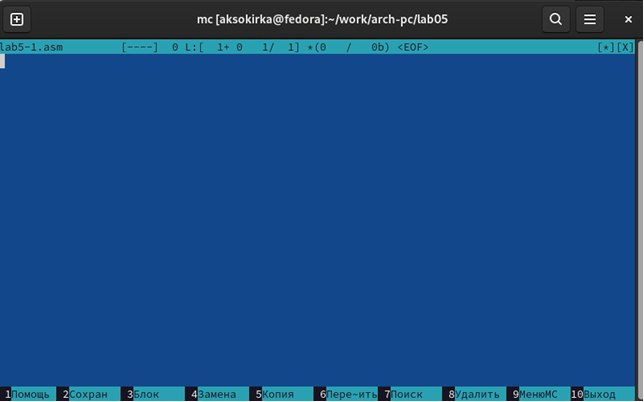 mc [aksokirka@fedora]:~/work/arch-pc/lab05
lab5-1.asm [----] 0 L:[ 1+ 0 1/ 1] *(0 / 0b) <EOF> [*][X]
1Помощь 2Сохран 3Блок 4Замена 5Копия 6Пере~ить 7Поиск 8Удалить 9МенюMC 10Выход